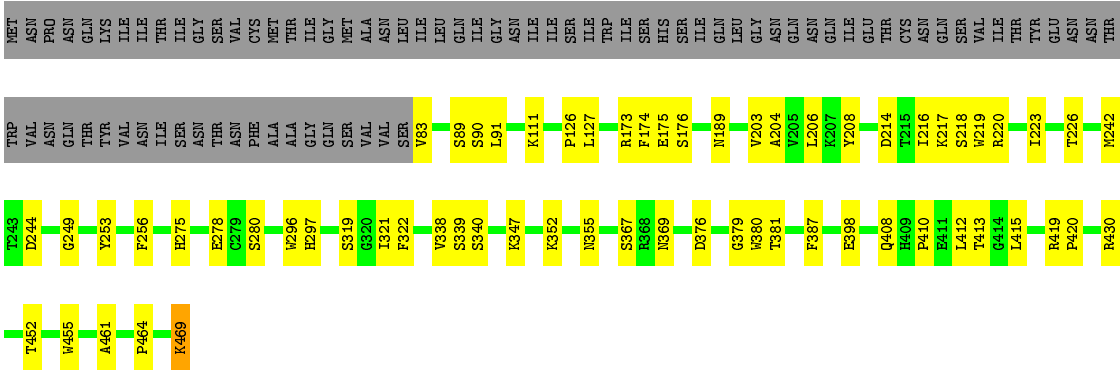 MET ASN PRO ASN GLN LYS ILE ILE THR ILE GLY SER VAL CYS MET THR ILE GLY MET ALA ASN LEU ILE LEU GLN ILE GLY ASN ILE ILE SER ILE TRP ILE SER HIS SER ILE GLN LEU GLY ASN GLN ASN GLN ILE GLU THR CYS ASN GLN SER VAL ILE THR TYR GLU ASN ASN THR
TRP VAL ASN GLN THR TYR VAL ASN ILE SER ASN THR ASN PHE ALA ALA GLY GLN SER VAL VAL SER V83 S89 S90 L91 K111 P126 L127 R173 F174 E175 S176 N189 V203 A204 V205 L206 K207 Y208 D214 T215 I216 K217 S218 W219 R220 I223 T226 M242
T243 D244 G249 Y253 F256 H275 E278 C279 S280 W296 H297 S319 G320 I321 F322 V338 S339 S340 K347 K352 N355 S367 R368 N369 D376 G379 W380 T381 F387 E398 Q408 H409 P410 E411 L412 T413 G414 L415 R419 P420 R430
T452 W455 A461 P464 K469